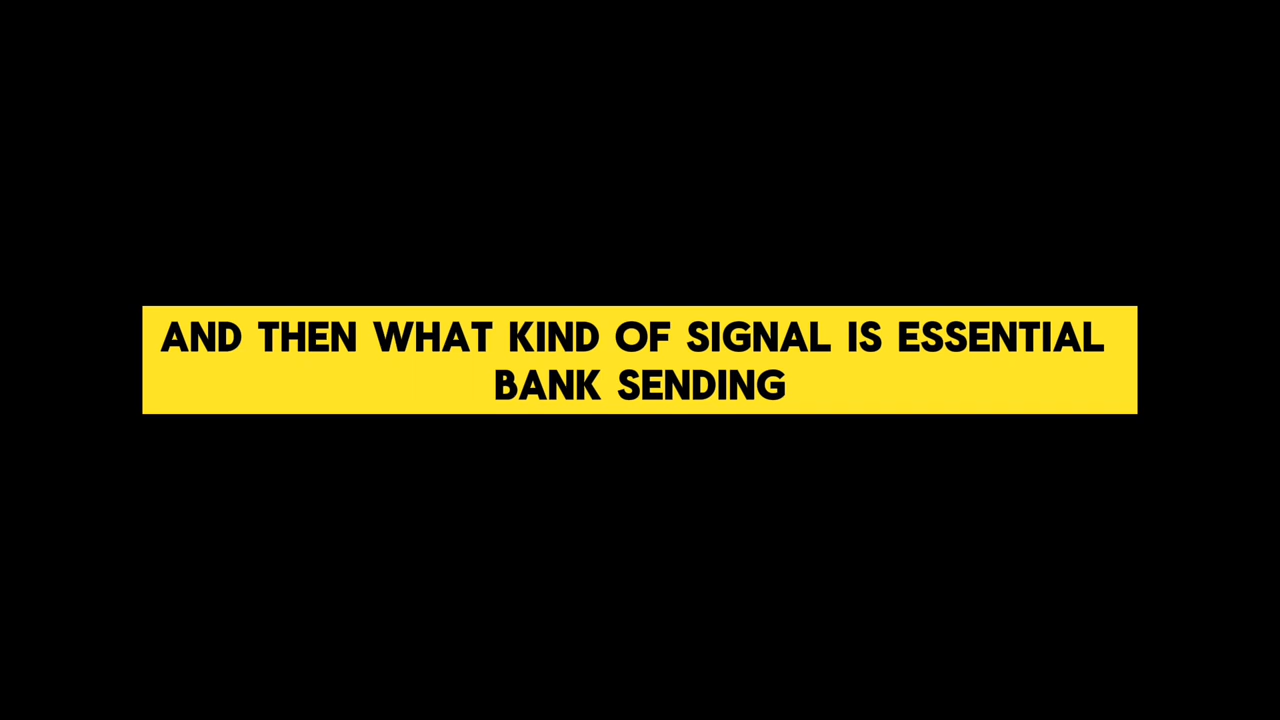 AND THEN WHAT KIND OF SIGNAL IS ESSENTIAL
BANK SENDING